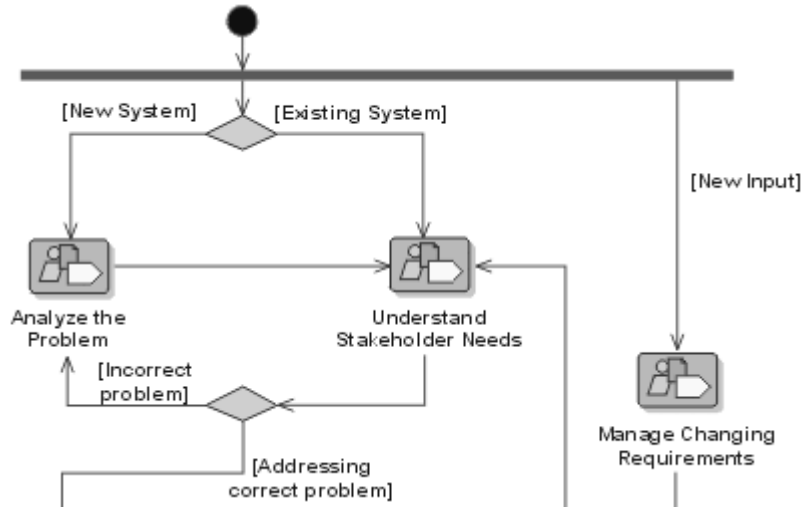 [New System]
[Existing System]
[New Input]
Analyze the
Problem
Understand
Stakeholder Needs
[Incorrect
problem]
Manage Changing
Requirements
[Addressing
correct problem]